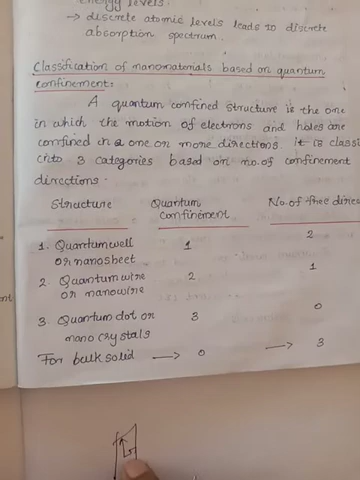 energy levels.
→ discrete atomic levels leads to discrete
absorption spectrum.
Classification of nanomaterials based on quantum
confinement:
A quantum confined structure is the one
in which the motion of electrons and holes are
confined in a one or more directions. It is classi
into 3 categories based on no.of confinement
directions.
Structure Quantum confinement No.of free direc
1. Quantum well or nanosheet 1 2
2. Quantum wire or nanowire 2 1
3. Quantum dot or nano crystals 3 0
For bulk solid → 0 → 3